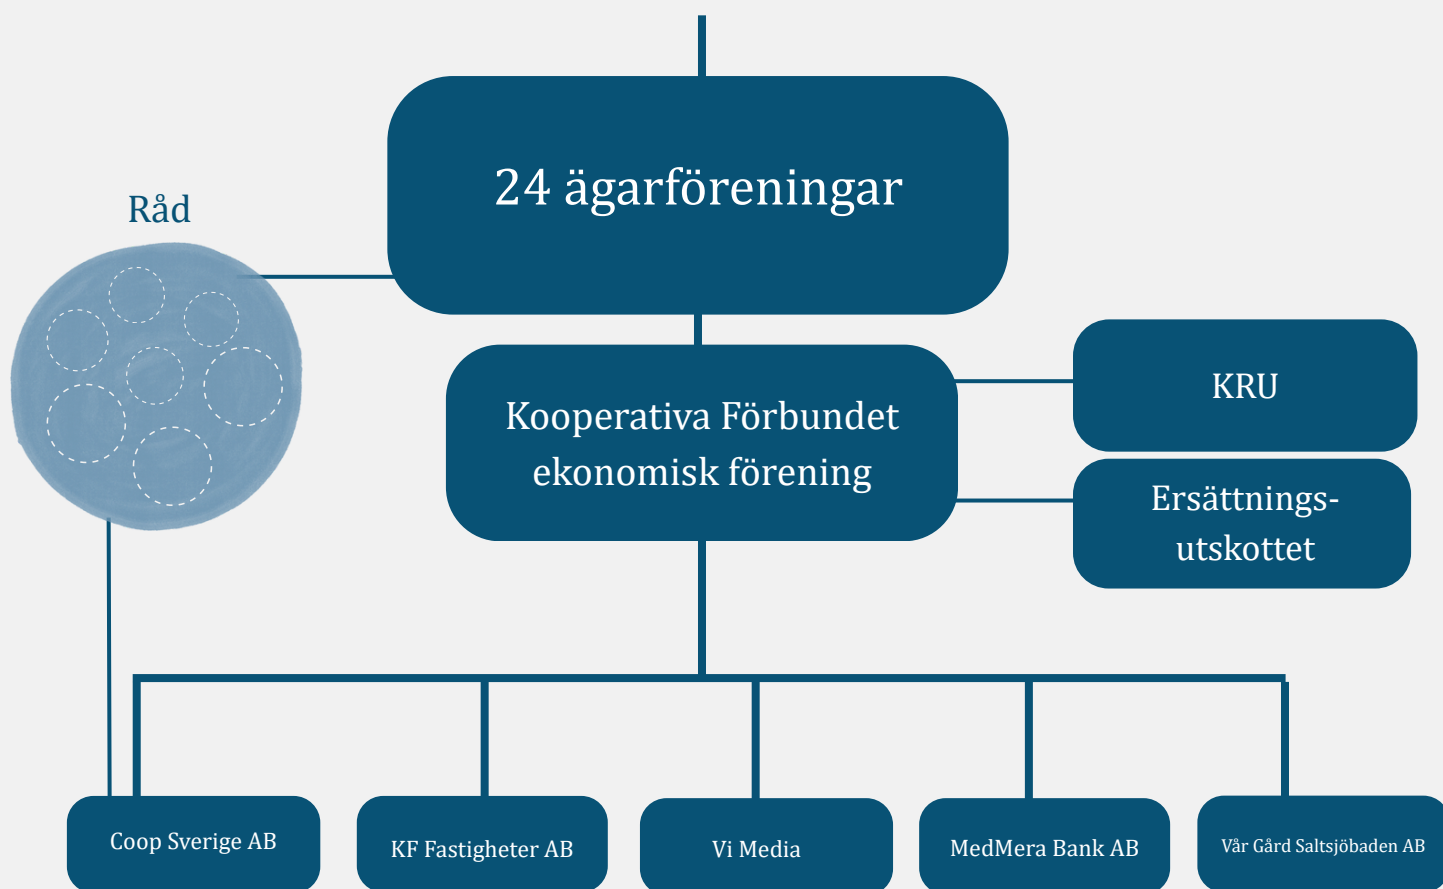 24 ägarföreningar
Råd
Kooperativa Förbundet
ekonomisk förening
KRU
Ersättnings-
utskottet
Coop Sverige AB
KF Fastigheter AB
Vi Media
MedMera Bank AB
Vår Gård Saltsjöbaden AB